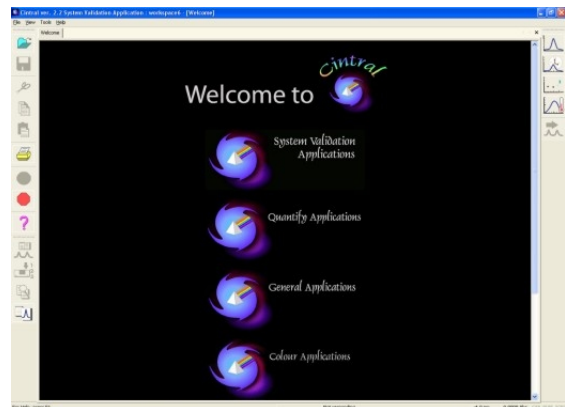 Cintral ver. 2.2 System Validation Application : workspace6 - [Welcome]
File View Tools Help
Welcome
Cintral
Welcome to
System Validation
Applications
Quantify Applications
General Applications
Colour Applications